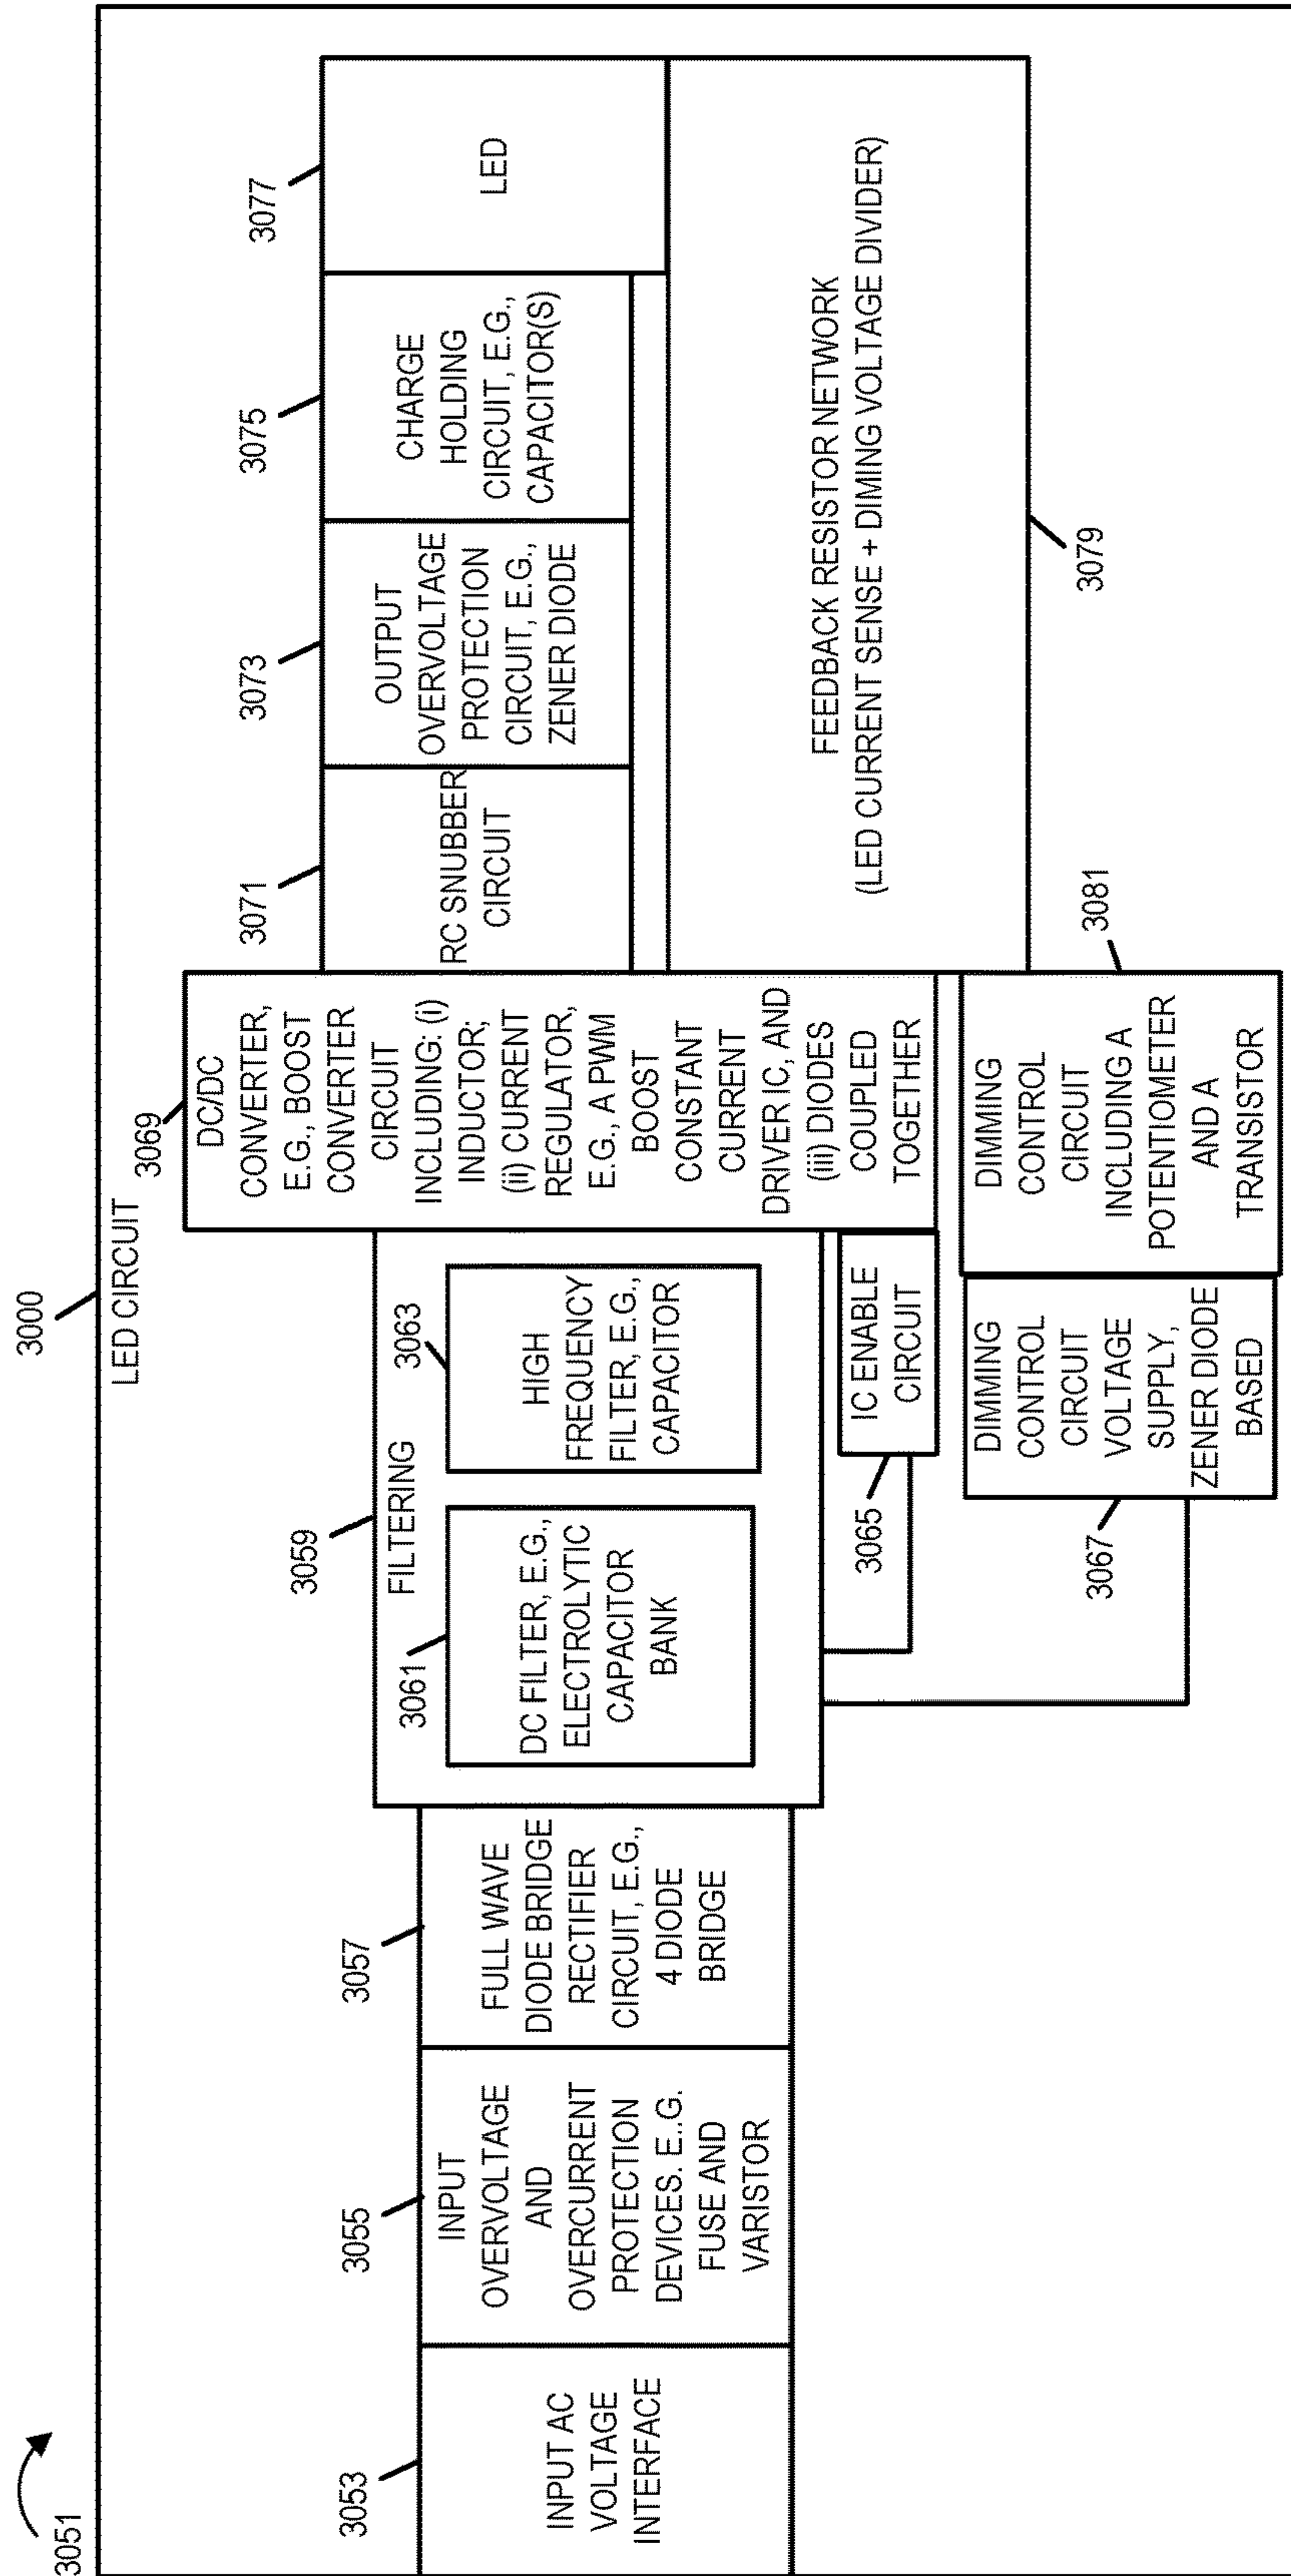 3051
3000
LED CIRCUIT
3053
INPUT AC
VOLTAGE
INTERFACE
3055
INPUT
OVERVOLTAGE
AND
OVERCURRENT
PROTECTION
DEVICES. E..G.
FUSE AND
VARISTOR
3057
FULL WAVE
DIODE BRIDGE
RECTIFIER
CIRCUIT, E.G.,
4 DIODE
BRIDGE
3059
FILTERING
3061
DC FILTER, E.G.,
ELECTROLYTIC
CAPACITOR
BANK
3063
HIGH
FREQUENCY
FILTER, E.G.,
CAPACITOR
3065
IC ENABLE
CIRCUIT
3067
DIMMING
CONTROL
CIRCUIT
VOLTAGE
SUPPLY,
ZENER DIODE
BASED
3069
DC/DC
CONVERTER,
E.G., BOOST
CONVERTER
CIRCUIT
INCLUDING: (i)
INDUCTOR;
(ii) CURRENT
REGULATOR,
E.G., A PWM
BOOST
CONSTANT
CURRENT
DRIVER IC, AND
(iii) DIODES
COUPLED
TOGETHER
3081
DIMMING
CONTROL
CIRCUIT
INCLUDING A
POTENTIOMETER
AND A
TRANSISTOR
3071
RC SNUBBER
CIRCUIT
3073
OUTPUT
OVERVOLTAGE
PROTECTION
CIRCUIT, E.G.,
ZENER DIODE
3075
CHARGE
HOLDING
CIRCUIT, E.G.,
CAPACITOR(S)
3077
LED
FEEDBACK RESISTOR NETWORK
(LED CURRENT SENSE + DIMING VOLTAGE DIVIDER)
3079